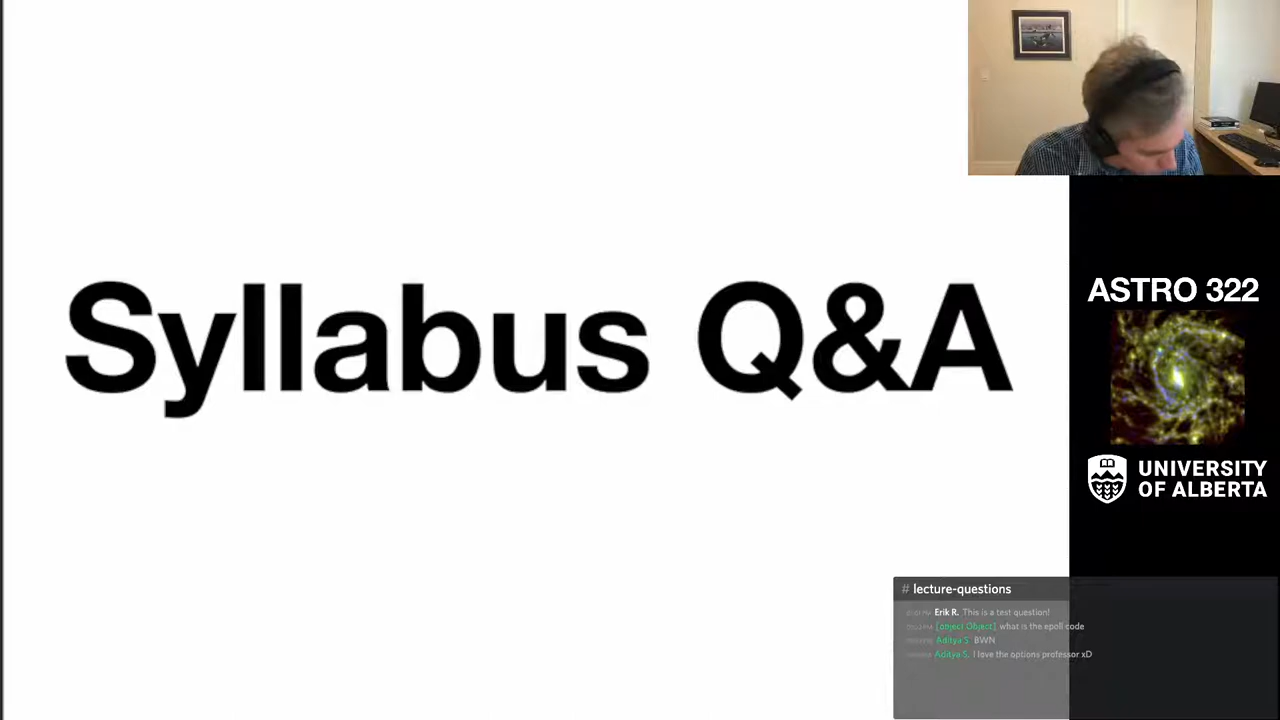 Syllabus Q&A
ASTRO 322
UNIVERSITY
OF ALBERTA
# lecture-questions
Erik R. This is a test question!
[object Object] what is the epoll code
Aditya S. BWN
Aditya S. I love the options professor xD